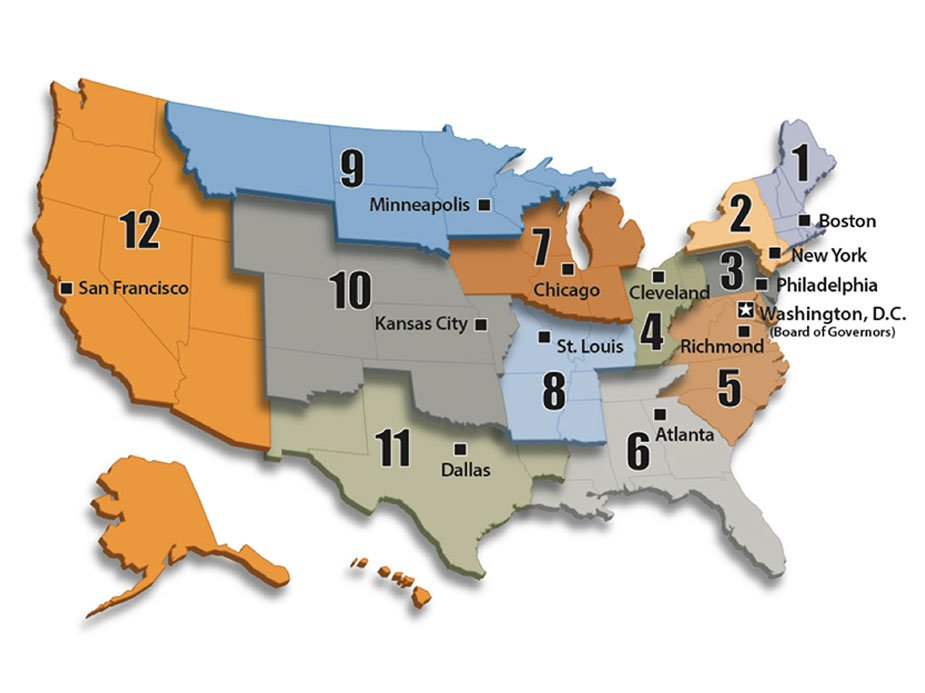 1
9
2
Minneapolis
Boston
12
7
New York
3
10
San Francisco
Chicago
Cleveland
Philadelphia
Washington, D.C.
(Board of Governors)
Kansas City
4
St. Louis
Richmond
8
5
11
6
Atlanta
Dallas